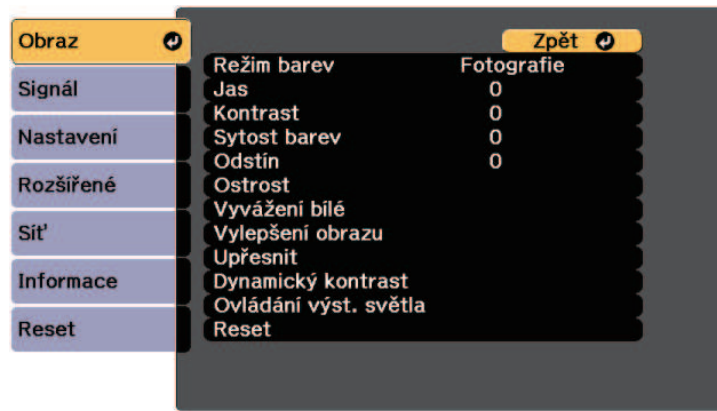 Obraz
Signál
Nastavení
Rozšířené
Síť
Informace
Reset
Zpět
Režim barev Fotografie
Jas 0
Kontrast 0
Sytost barev 0
Odstín 0
Ostrost
Vyvážení bílé
Vylepšení obrazu
Upřesnit
Dynamický kontrast
Ovládání výst. světla
Reset